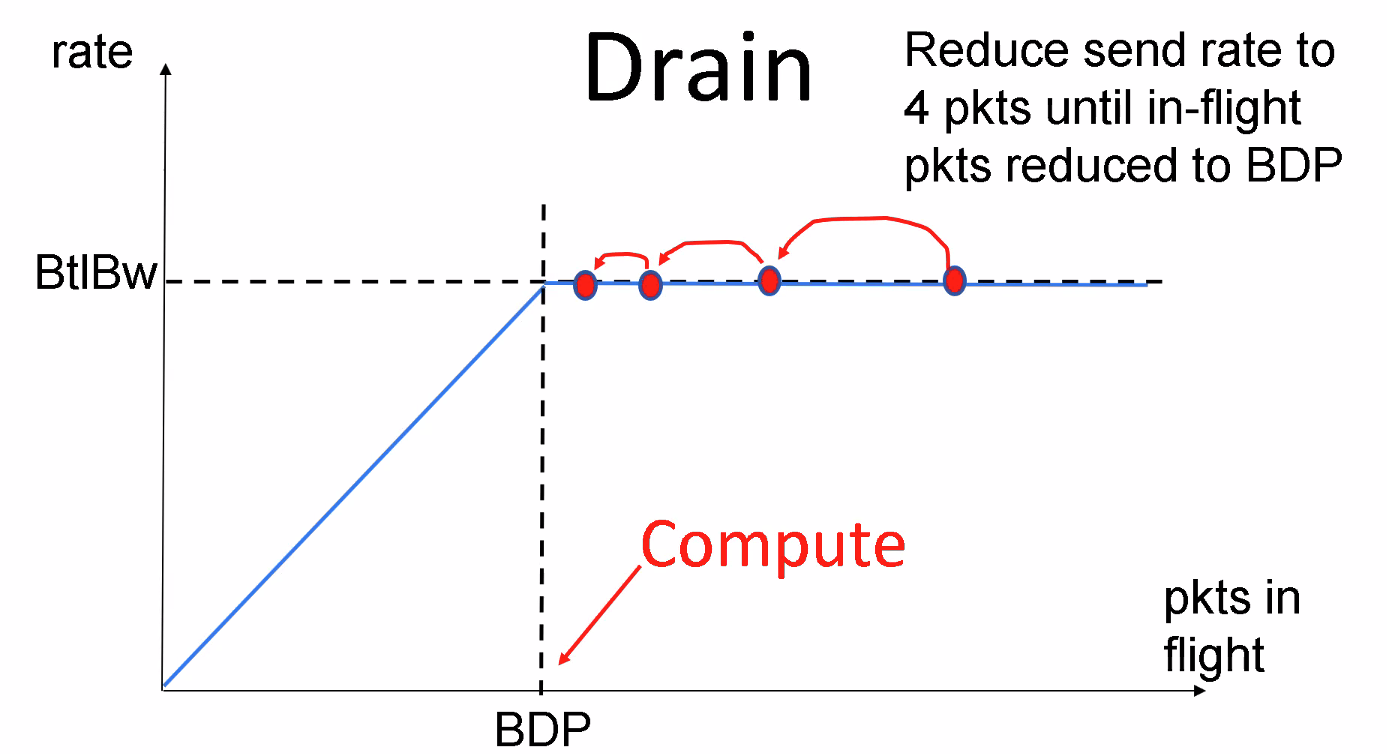 rate
Drain
Reduce send rate to
4 pkts until in-flight
pkts reduced to BDP
BtlBw
Compute
pkts in
flight
BDP